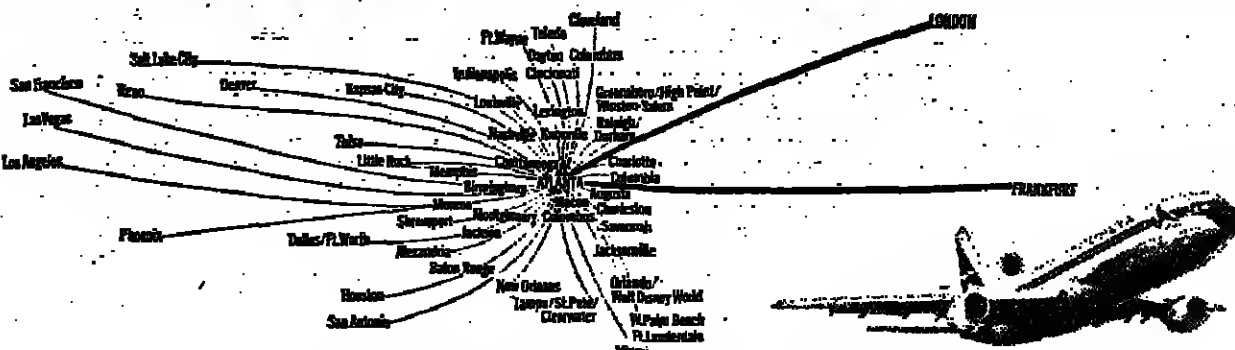 Cleveland
LONDON
Ft. Wayne
Toledo
Dayton
Columbus
Salt Lake City
Indianapolis
Cincinnati
San Francisco
Reno
Denver
Kansas City
Greensboro/High Point/
Winston-Salem
Louisville
Lexington
Las Vegas
Raleigh/
Durham
Nashville
Knoxville
Tulsa
Los Angeles
Little Rock
Memphis
Chattanooga
Charlotte
Columbia
Birmingham
ATLANTA
FRANKFURT
Augusta
Monroe
Macon
Charleston
Shreveport
Montgomery
Columbus
Savannah
Phoenix
Dallas/Ft. Worth
Jackson
Alexandria
Jacksonville
Baton Rouge
New Orleans
Orlando/
Walt Disney World
Houston
Tampa/St. Pete/
Clearwater
San Antonio
W. Palm Beach
Ft. Lauderdale